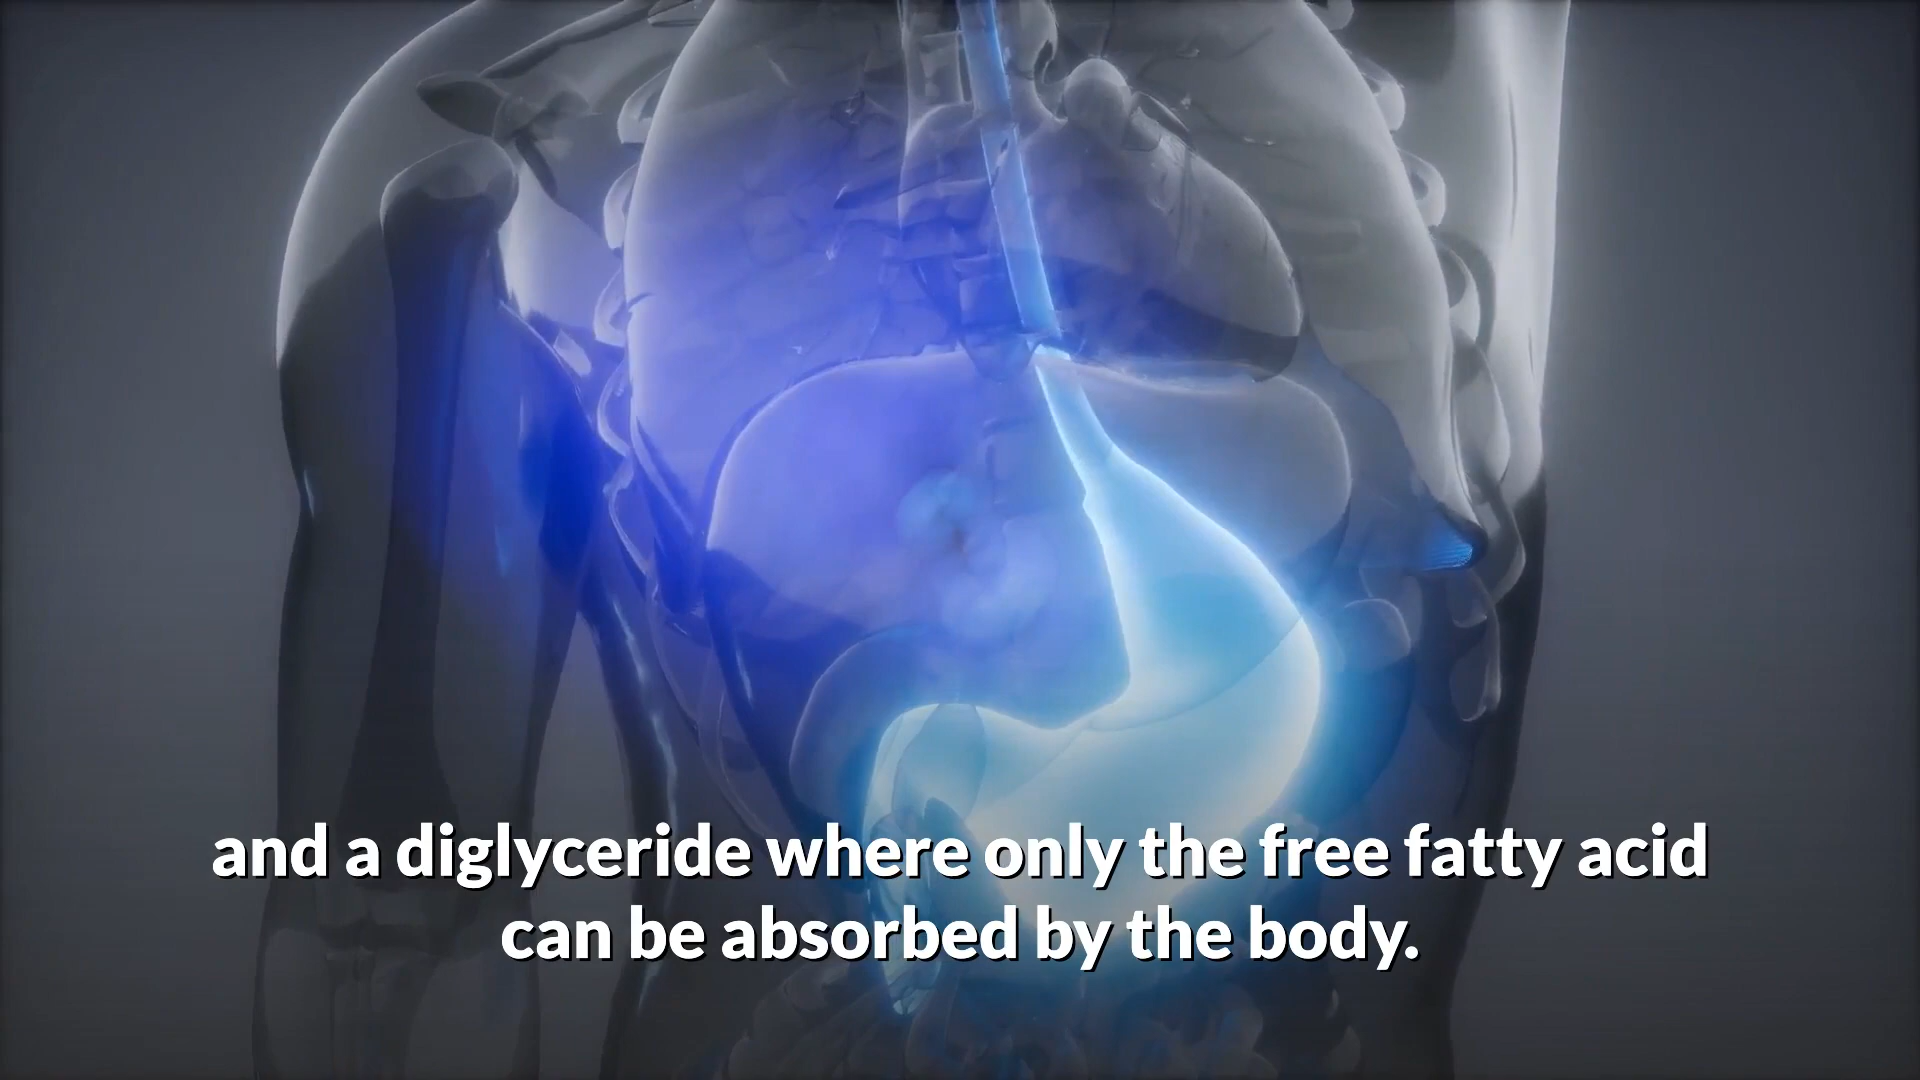 and a diglyceride where only the free fatty acid
can be absorbed by the body.